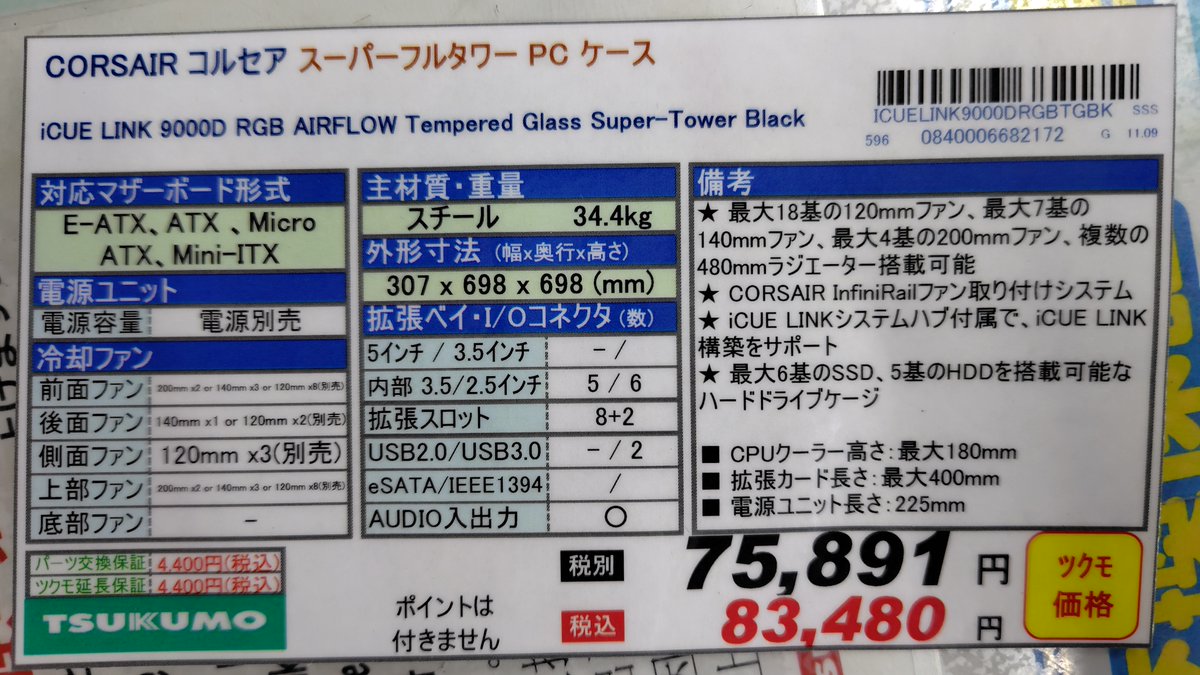 CORSAIR コルセア スーパーフルタワー PC ケース
iCUE LINK 9000D RGB AIRFLOW Tempered Glass Super-Tower Black
ICUELINK9000DRGBTGBK SSS
596 0840006682172 G 11.09
対応マザーボード形式
E-ATX、ATX 、Micro
ATX、Mini-ITX
電源ユニット
電源容量 電源別売
冷却ファン
前面ファン 200mm x2 or 140mm x3 or 120mm x8(別売)
後面ファン 140mm x1 or 120mm x2(別売)
側面ファン 120mm x3(別売)
上部ファン 200mm x2 or 140mm x3 or 120mm x8(別売)
底部ファン -
主材質・重量
スチール 34.4kg
外形寸法 (幅x奥行x高さ)
307 x 698 x 698 (mm)
拡張ベイ・I/Oコネクタ (数)
5インチ / 3.5インチ - /
内部 3.5/2.5インチ 5 / 6
拡張スロット 8+2
USB2.0/USB3.0 - / 2
eSATA/IEEE1394 /
AUDIO入出力 〇
備考
★ 最大18基の120mmファン、最大7基の
140mmファン、最大4基の200mmファン、複数の
480mmラジエーター搭載可能
★ CORSAIR InfiniRailファン取り付けシステム
★ iCUE LINKシステムハブ付属で、iCUE LINK
構築をサポート
★ 最大6基のSSD、5基のHDDを搭載可能な
ハードドライブケージ
■ CPUクーラー高さ:最大180mm
■ 拡張カード長さ:最大400mm
■ 電源ユニット長さ:225mm
パーツ交換保証 4,400円(税込)
ツクモ延長保証 4,400円(税込)
TSUKUMO
ポイントは
付きません
税別 75,891 円
税込 83,480 円
ツクモ
価格